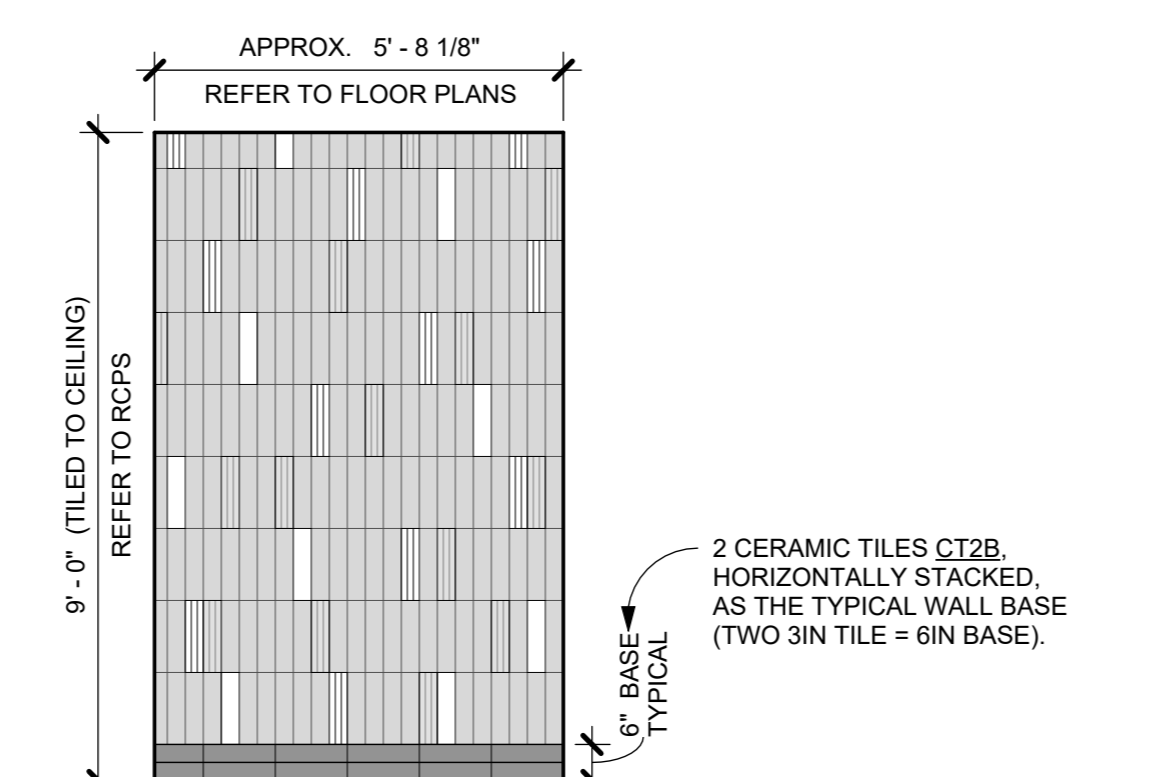 APPROX. 5' - 8 1/8"
REFER TO FLOOR PLANS
9' - 0" (TILED TO CEILING)
REFER TO RCPS
2 CERAMIC TILES CT2B,
HORIZONTALLY STACKED,
AS THE TYPICAL WALL BASE
(TWO 3IN TILE = 6IN BASE).
6" BASE
TYPICAL